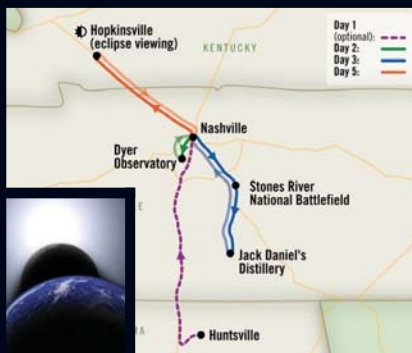 Hopkinsville
(eclipse viewing)
KENTUCKY
Day 1
(optional):
Day 2:
Day 3:
Day 5:
Nashville
Dyer
Observatory
Stones River
National Battlefield
Jack Daniel's
Distillery
Huntsville